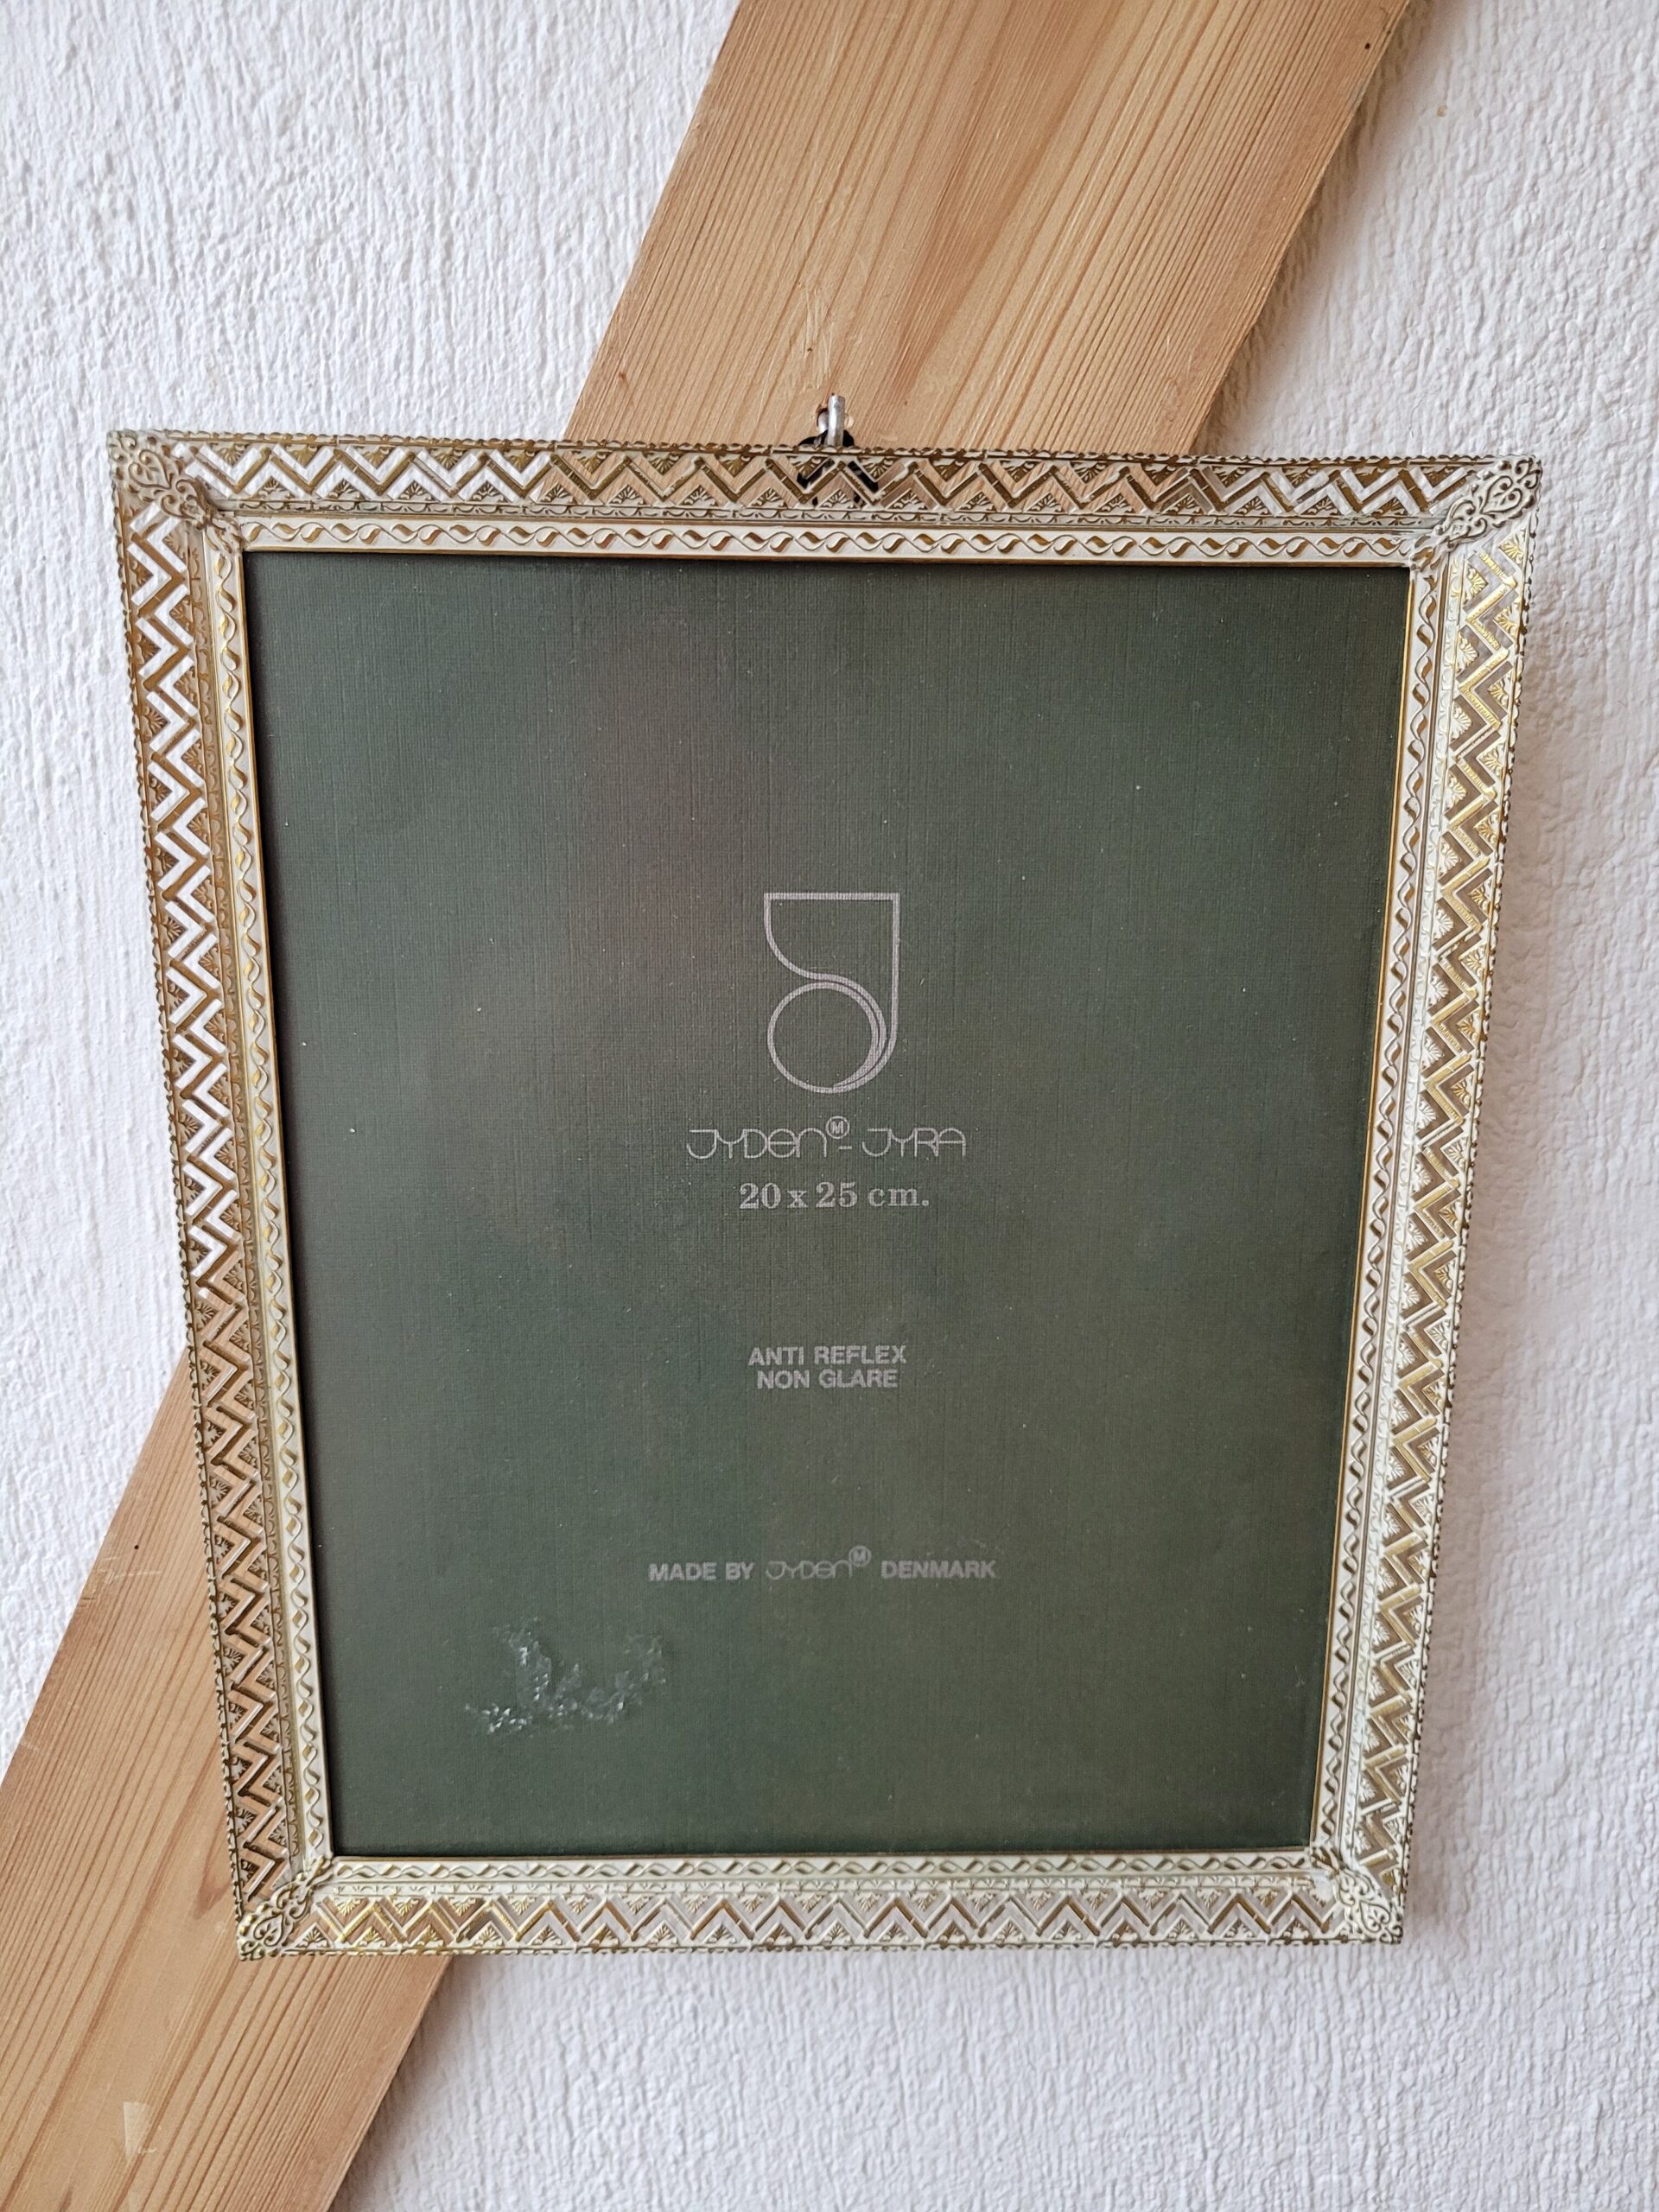 JYDEN Ⓜ - JYRA
20 x 25 cm.
ANTI REFLEX
NON GLARE
MADE BY JYDEN Ⓜ DENMARK